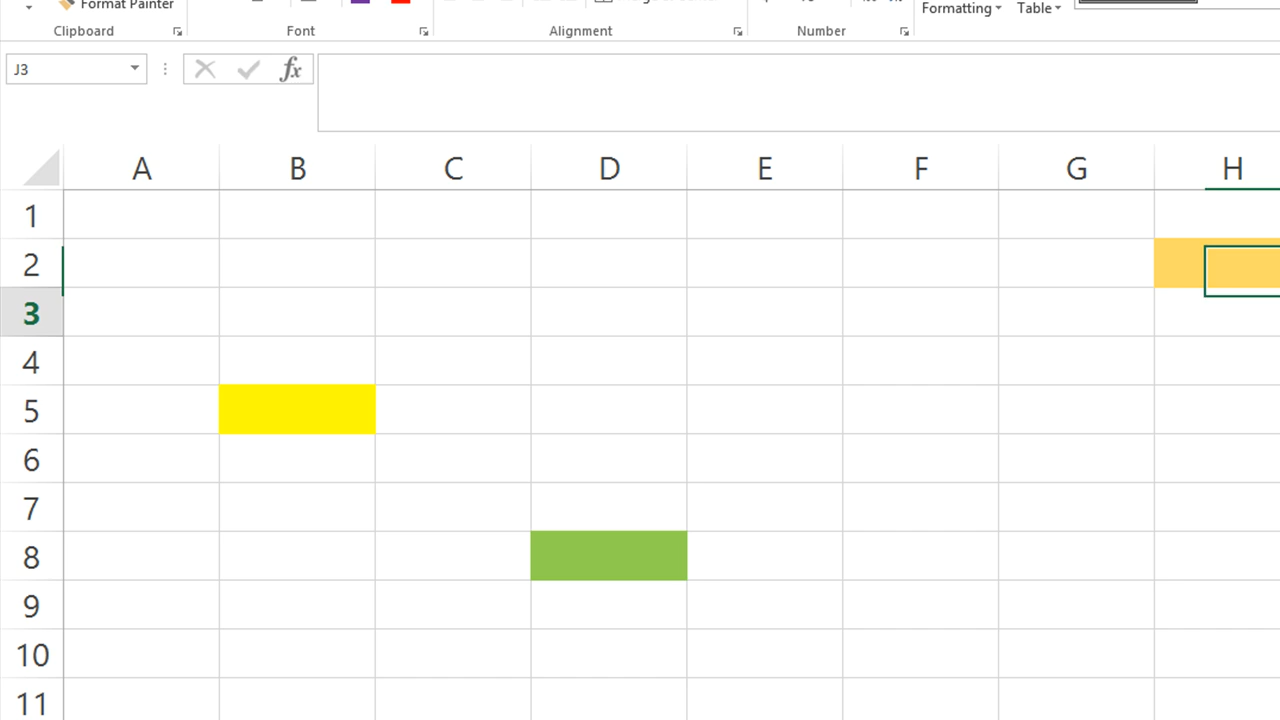 Format Painter
Formatting Table
Clipboard Font Alignment Number
J3 fx
A B C D E F G H
1
2
3
4
5
6
7
8
9
10
11